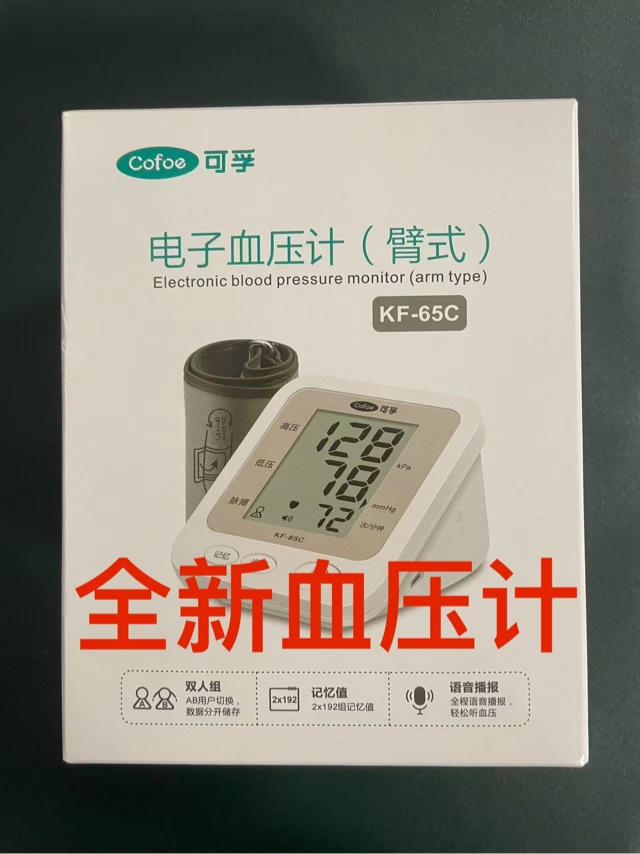 Cofoe 可孚
电子血压计（臂式）
Electronic blood pressure monitor (arm type)
KF-65C
Cofoe 可孚
高压
128
kPa
低压
78
mmHg
脉搏
72
次/分钟
KF-65C
记忆
全新血压计
双人组
AB用户切换，
数据分开储存
A B
2x192
记忆值
2x192组记忆值
语音播报
全程语音播报，
轻松听血压